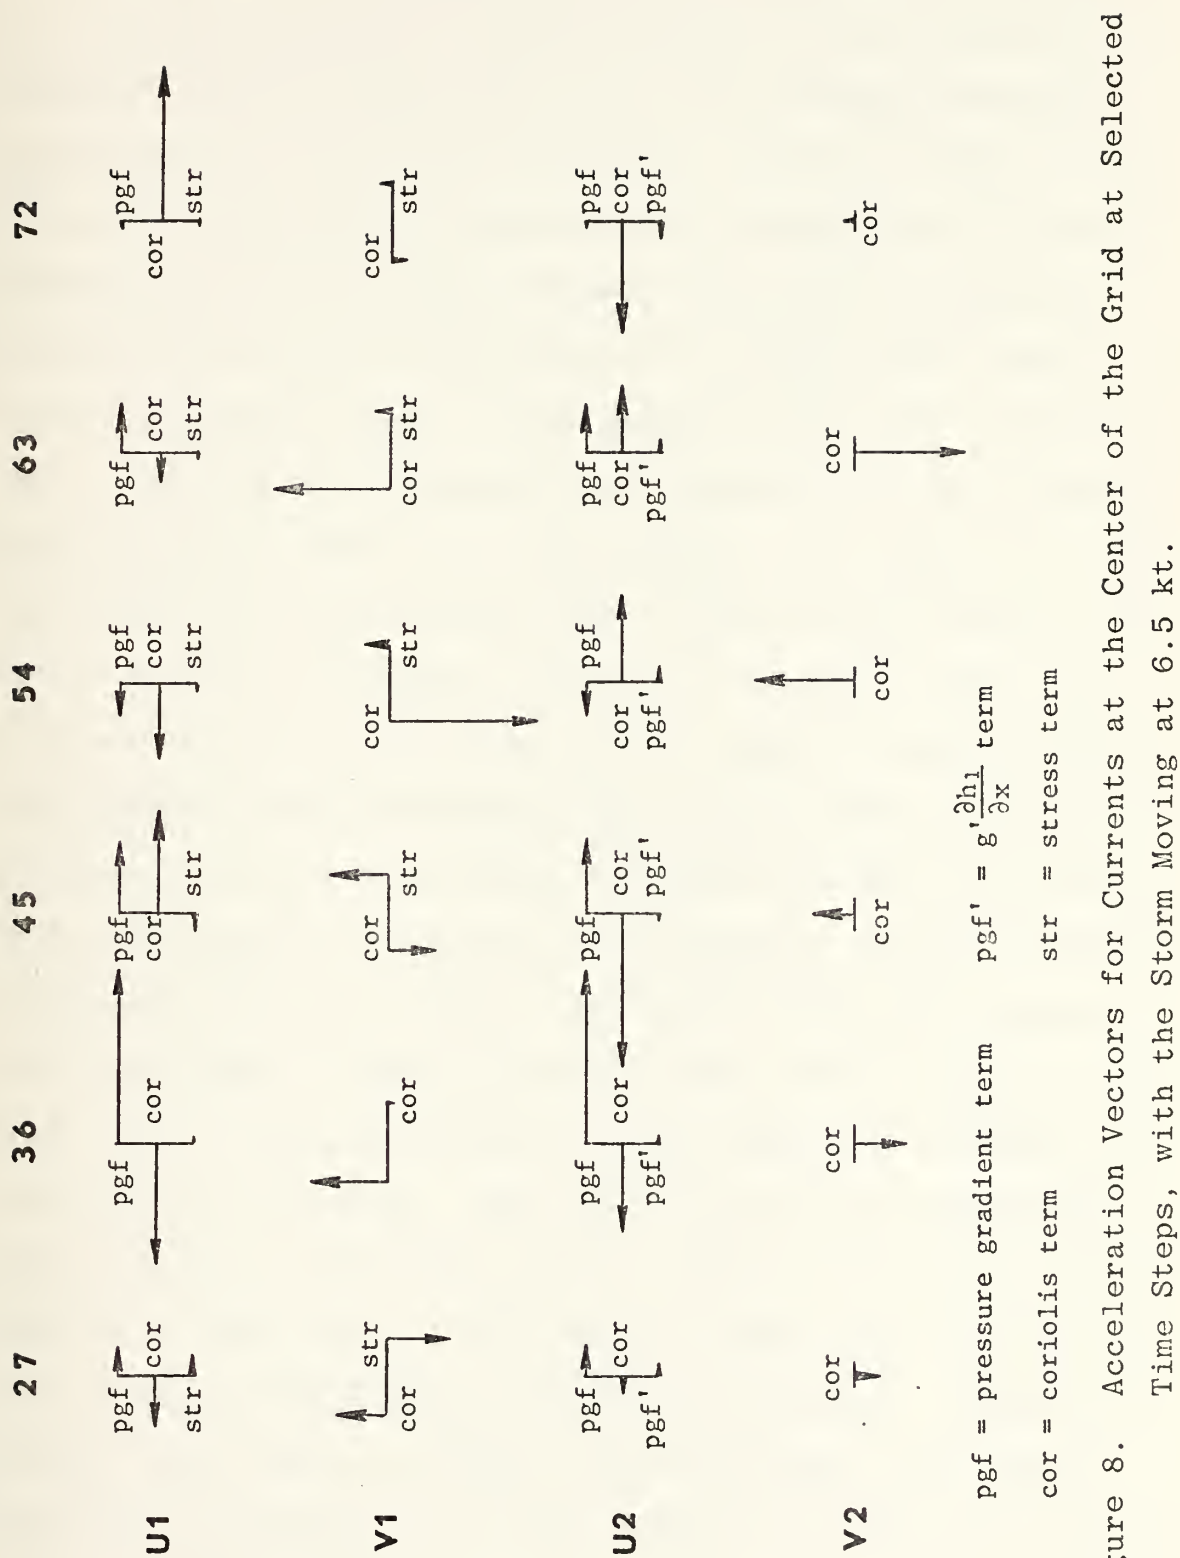 27 36 45 54 63 72
pgf pgf pgf pgf pgf pgf
U1 cor cor cor cor cor cor
str str str str str
str cor cor cor
V1
cor cor str str cor str str
pgf pgf pgf pgf pgf pgf
U2 cor cor cor cor cor cor
pgf' pgf' pgf' pgf' pgf' pgf'
cor cor cor
V2
cor cor cor
pgf = pressure gradient term pgf' = g' ∂h1/∂x term
cor = coriolis term str = stress term
ure 8. Acceleration Vectors for Currents at the Center of the Grid at Selected
Time Steps, with the Storm Moving at 6.5 kt.